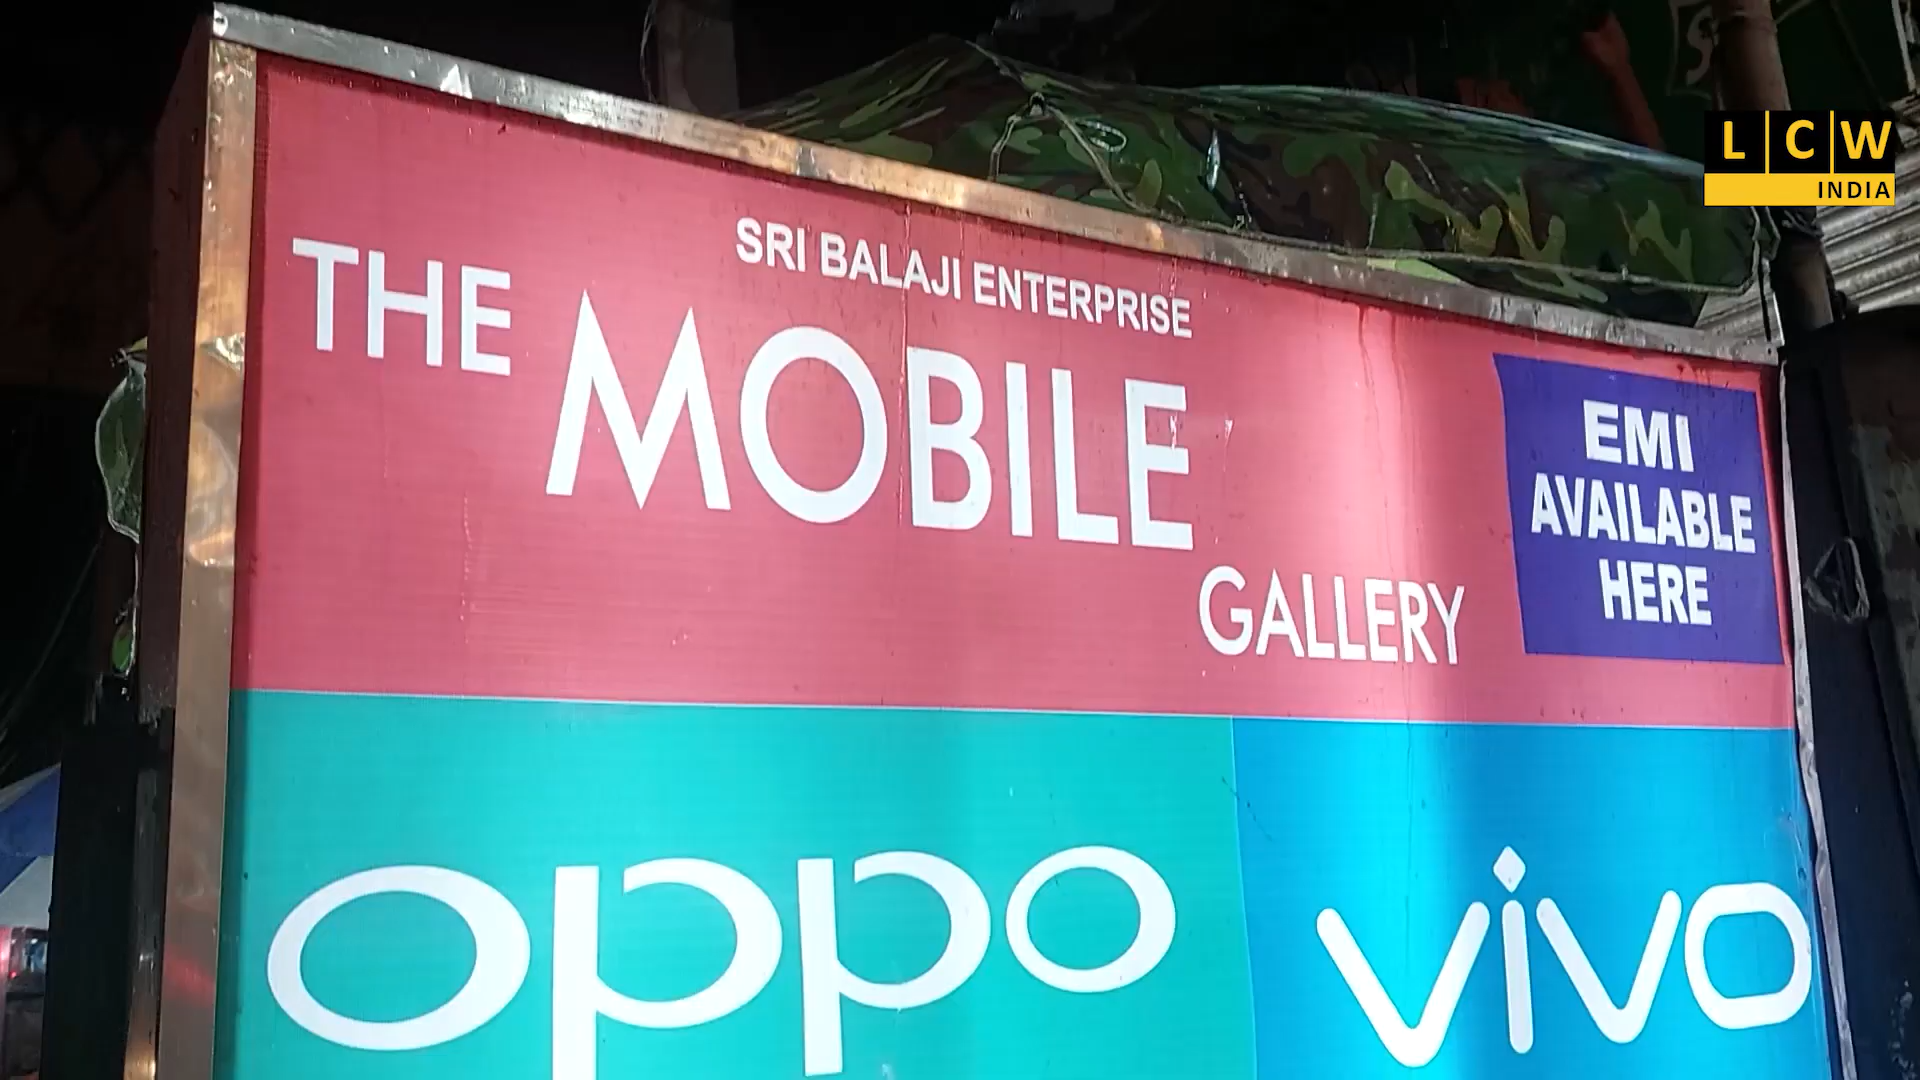 L C W
INDIA
SRI BALAJI ENTERPRISE
THE MOBILE GALLERY
EMI
AVAILABLE
HERE
oppo
vivo